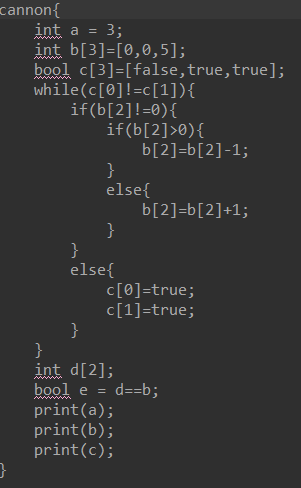 cannon{
    int a = 3;
    int b[3]=[0,0,5];
    bool c[3]=[false,true,true];
    while(c[0]!=c[1]){
        if(b[2]!=0){
            if(b[2]>0){
                b[2]=b[2]-1;
            }
            else{
                b[2]=b[2]+1;
            }
        }
        else{
            c[0]=true;
            c[1]=true;
        }
    }
    int d[2];
    bool e = d==b;
    print(a);
    print(b);
    print(c);
}